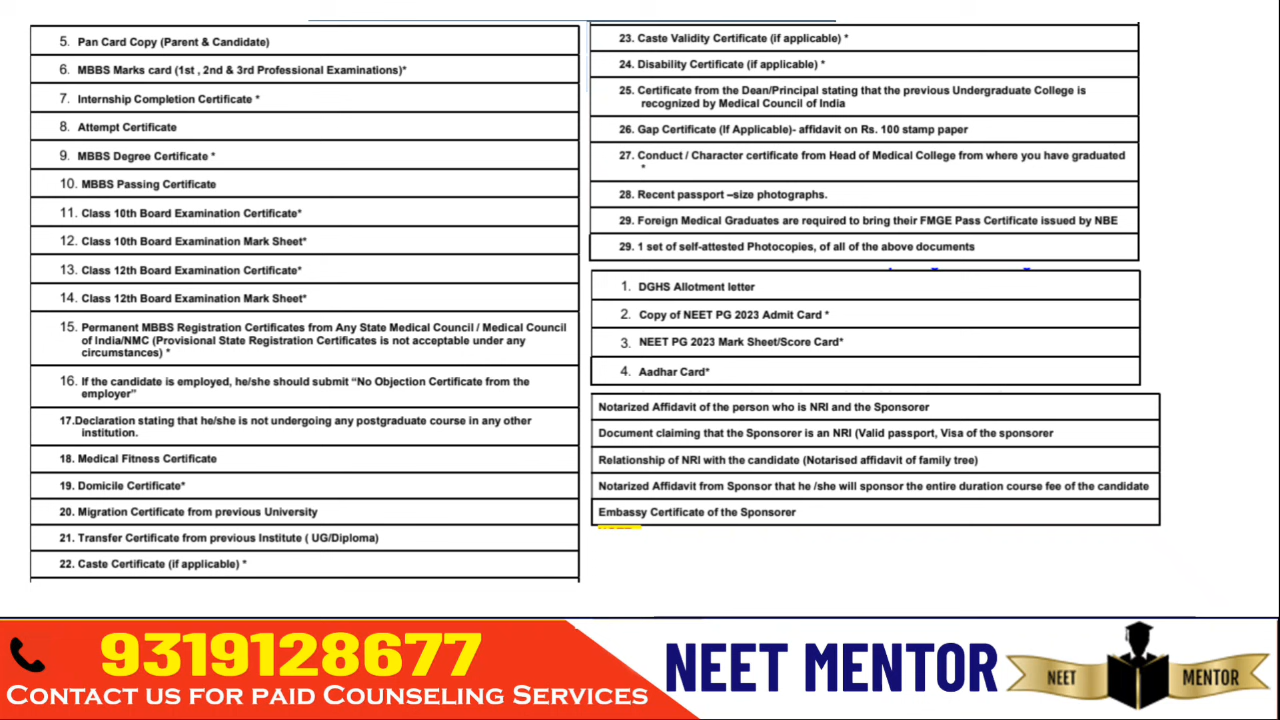 5. Pan Card Copy (Parent & Candidate)
6. MBBS Marks card (1st , 2nd & 3rd Professional Examinations)*
7. Internship Completion Certificate *
8. Attempt Certificate
9. MBBS Degree Certificate *
10. MBBS Passing Certificate
11. Class 10th Board Examination Certificate*
12. Class 10th Board Examination Mark Sheet*
13. Class 12th Board Examination Certificate*
14. Class 12th Board Examination Mark Sheet*
15. Permanent MBBS Registration Certificates from Any State Medical Council / Medical Council
of India/NMC (Provisional State Registration Certificates is not acceptable under any
circumstances) *
16. If the candidate is employed, he/she should submit “No Objection Certificate from the
employer”
17.Declaration stating that he/she is not undergoing any postgraduate course in any other
institution.
18. Medical Fitness Certificate
19. Domicile Certificate*
20. Migration Certificate from previous University
21. Transfer Certificate from previous Institute ( UG/Diploma)
22. Caste Certificate (if applicable) *
23. Caste Validity Certificate (if applicable) *
24. Disability Certificate (if applicable) *
25. Certificate from the Dean/Principal stating that the previous Undergraduate College is
recognized by Medical Council of India
26. Gap Certificate (If Applicable)- affidavit on Rs. 100 stamp paper
27. Conduct / Character certificate from Head of Medical College from where you have graduated
*
28. Recent passport –size photographs.
29. Foreign Medical Graduates are required to bring their FMGE Pass Certificate issued by NBE
29. 1 set of self-attested Photocopies, of all of the above documents
1. DGHS Allotment letter
2. Copy of NEET PG 2023 Admit Card *
3. NEET PG 2023 Mark Sheet/Score Card*
4. Aadhar Card*
Notarized Affidavit of the person who is NRI and the Sponsorer
Document claiming that the Sponsorer is an NRI (Valid passport, Visa of the sponsorer
Relationship of NRI with the candidate (Notarised affidavit of family tree)
Notarized Affidavit from Sponsor that he /she will sponsor the entire duration course fee of the candidate
Embassy Certificate of the Sponsorer
9319128677
CONTACT US FOR PAID COUNSELING SERVICES
NEET MENTOR
NEET MENTOR